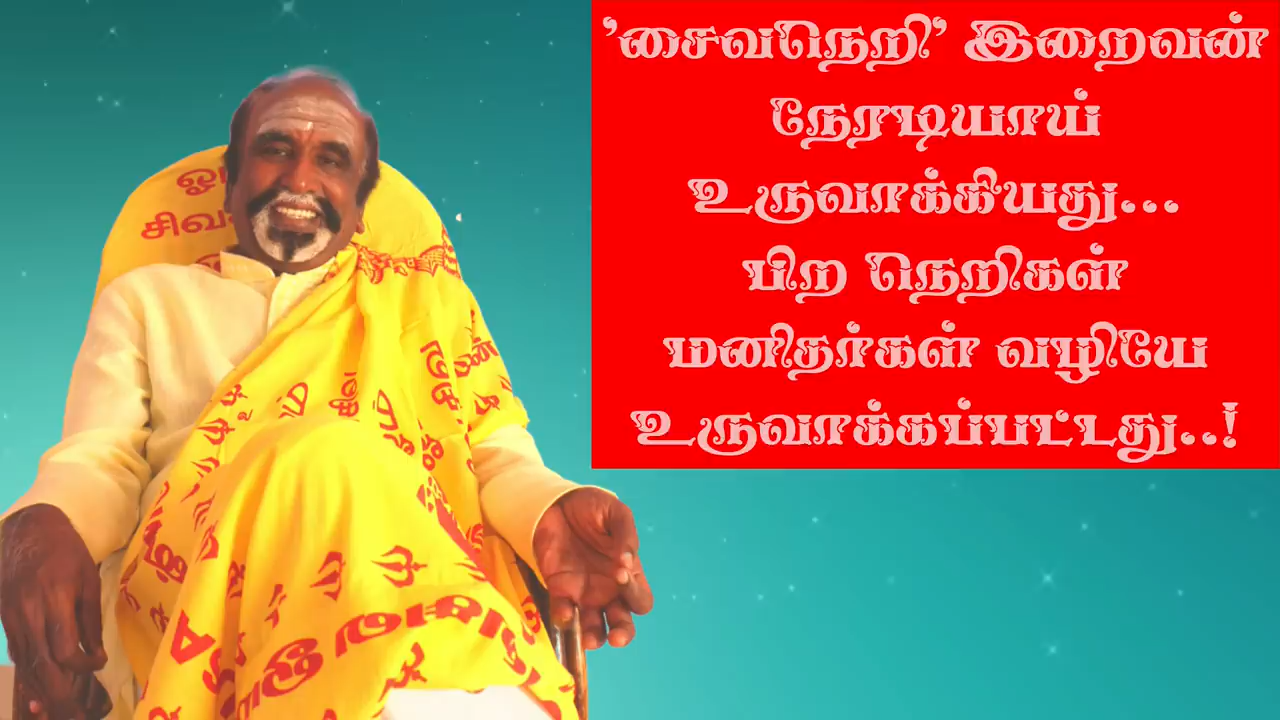 'சைவநெறி' இறைவன்
நேரடியாய்
உருவாக்கியது...
பிற நெறிகள்
மனிதர்கள் வழியே
உருவாக்கப்பட்டது..!